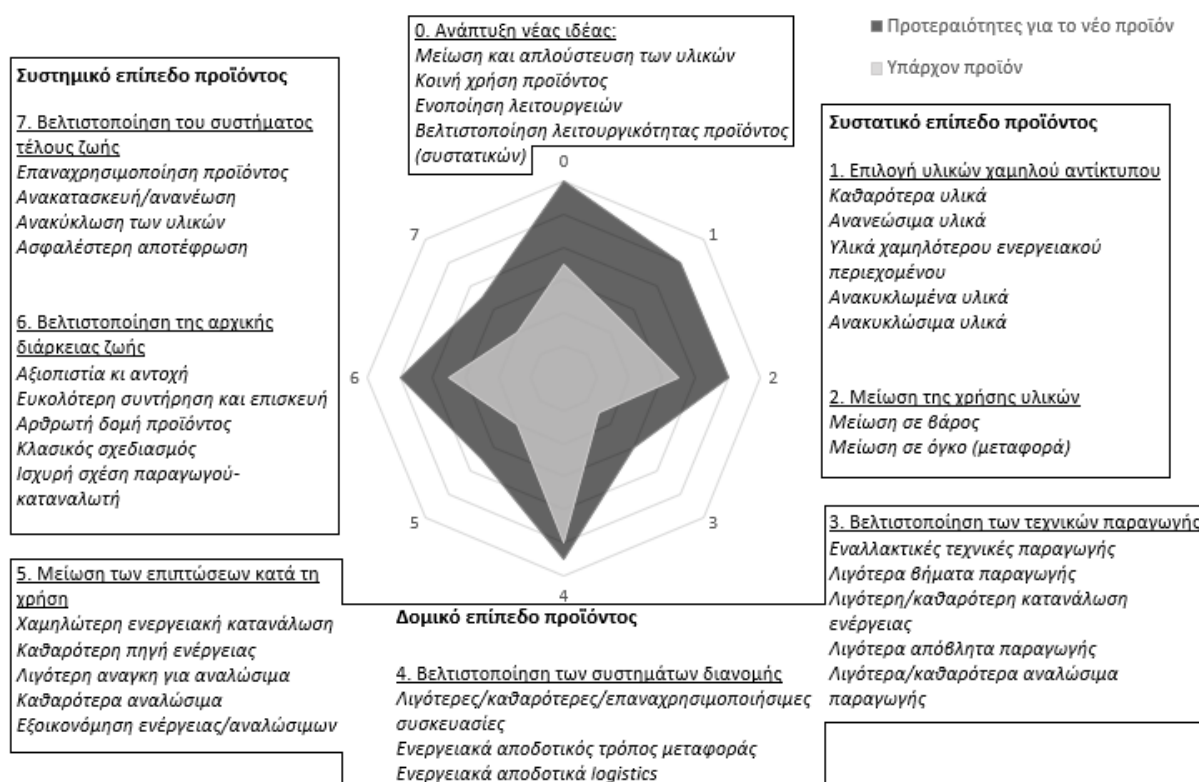 0. Ανάπτυξη νέας ιδέας:
Μείωση και απλούστευση των υλικών
Κοινή χρήση προϊόντος
Ενοποίηση λειτουργειών
Βελτιστοποίηση λειτουργικότητας προϊόντος
(συστατικών)
Προτεραιότητες για το νέο προϊόν
Υπάρχον προϊόν
Συστημικό επίπεδο προϊόντος
7. Βελτιστοποίηση του συστήματος
τέλους ζωής
Επαναχρησιμοποίηση προϊόντος
Ανακατασκευή/ανανέωση
Ανακύκλωση των υλικών
Ασφαλέστερη αποτέφρωση
6. Βελτιστοποίηση της αρχικής
διάρκειας ζωής
Αξιοπιστία κι αντοχή
Ευκολότερη συντήρηση και επισκευή
Αρθρωτή δομή προϊόντος
Κλασικός σχεδιασμός
Ισχυρή σχέση παραγωγού-
καταναλωτή
0
1
2
3
4
5
6
7
Συστατικό επίπεδο προϊόντος
1. Επιλογή υλικών χαμηλού αντίκτυπου
Καθαρότερα υλικά
Ανανεώσιμα υλικά
Υλικά χαμηλότερου ενεργειακού
περιεχομένου
Ανακυκλωμένα υλικά
Ανακυκλώσιμα υλικά
2. Μείωση της χρήσης υλικών
Μείωση σε βάρος
Μείωση σε όγκο (μεταφορά)
5. Μείωση των επιπτώσεων κατά τη
χρήση
Χαμηλώτερη ενεργειακή κατανάλωση
Καθαρότερη πηγή ενέργειας
Λιγότερη αναγκη για αναλώσιμα
Καθαρότερα αναλώσιμα
Εξοικονόμηση ενέργειας/αναλώσιμων
Δομικό επίπεδο προϊόντος
4. Βελτιστοποίηση των συστημάτων διανομής
Λιγότερες/καθαρότερες/επαναχρησιμοποιήσιμες
συσκευασίες
Ενεργειακά αποδοτικός τρόπος μεταφοράς
Ενεργειακά αποδοτικά logistics
3. Βελτιστοποίηση των τεχνικών παραγωγής
Εναλλακτικές τεχνικές παραγωγής
Λιγότερα βήματα παραγωγής
Λιγότερη/καθαρότερη κατανάλωση
ενέργειας
Λιγότερα απόβλητα παραγωγής
Λιγότερα/καθαρότερα αναλώσιμα
παραγωγής